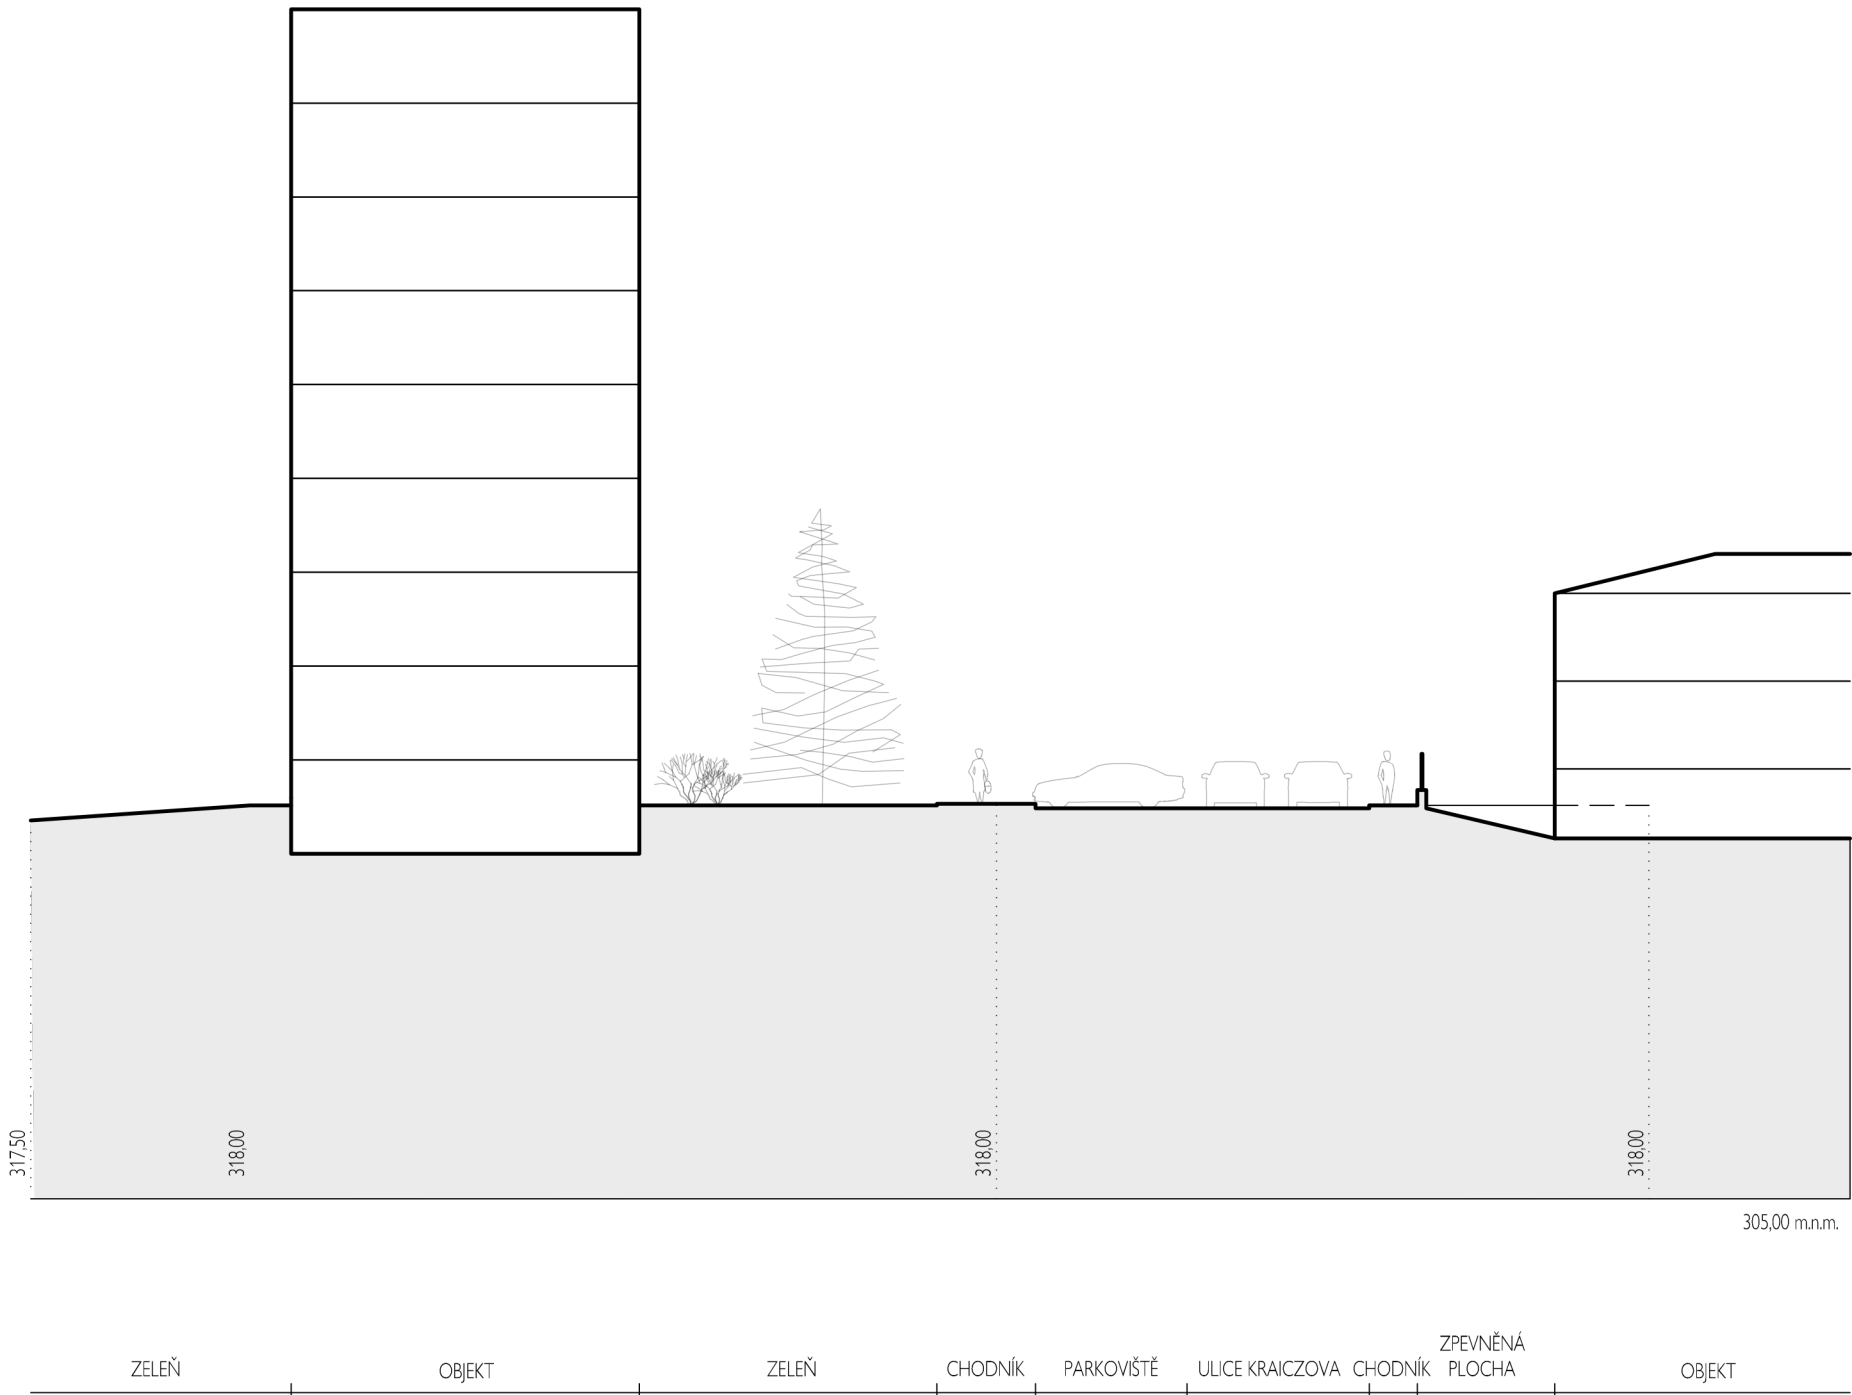 317,50
318,00
318,00
318,00
305,00 m.n.m.
ZELEŇ
OBJEKT
ZELEŇ
CHODNÍK
PARKOVIŠTĚ
ULICE KRAICZOVA
CHODNÍK
ZPEVNĚNÁ
PLOCHA
OBJEKT